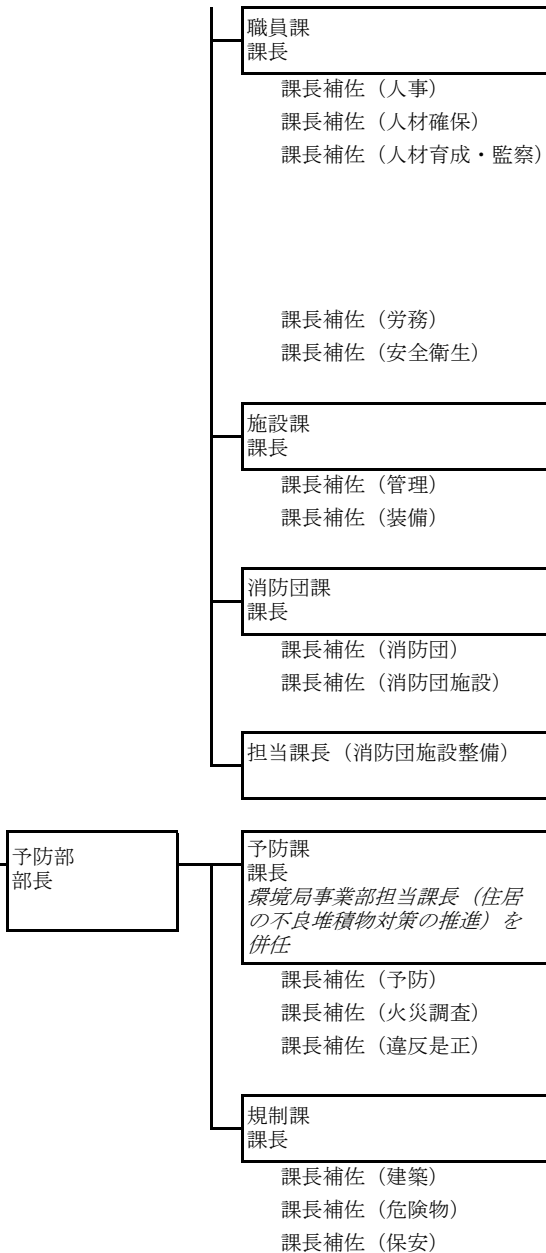 職員課
課長
課長補佐（人事）
課長補佐（人材確保）
課長補佐（人材育成・監察）
課長補佐（労務）
課長補佐（安全衛生）
施設課
課長
課長補佐（管理）
課長補佐（装備）
消防団課
課長
課長補佐（消防団）
課長補佐（消防団施設）
担当課長（消防団施設整備）
予防部
部長
予防課
課長
環境局事業部担当課長（住居
の不良堆積物対策の推進）を
併任
課長補佐（予防）
課長補佐（火災調査）
課長補佐（違反是正）
規制課
課長
課長補佐（建築）
課長補佐（危険物）
課長補佐（保安）